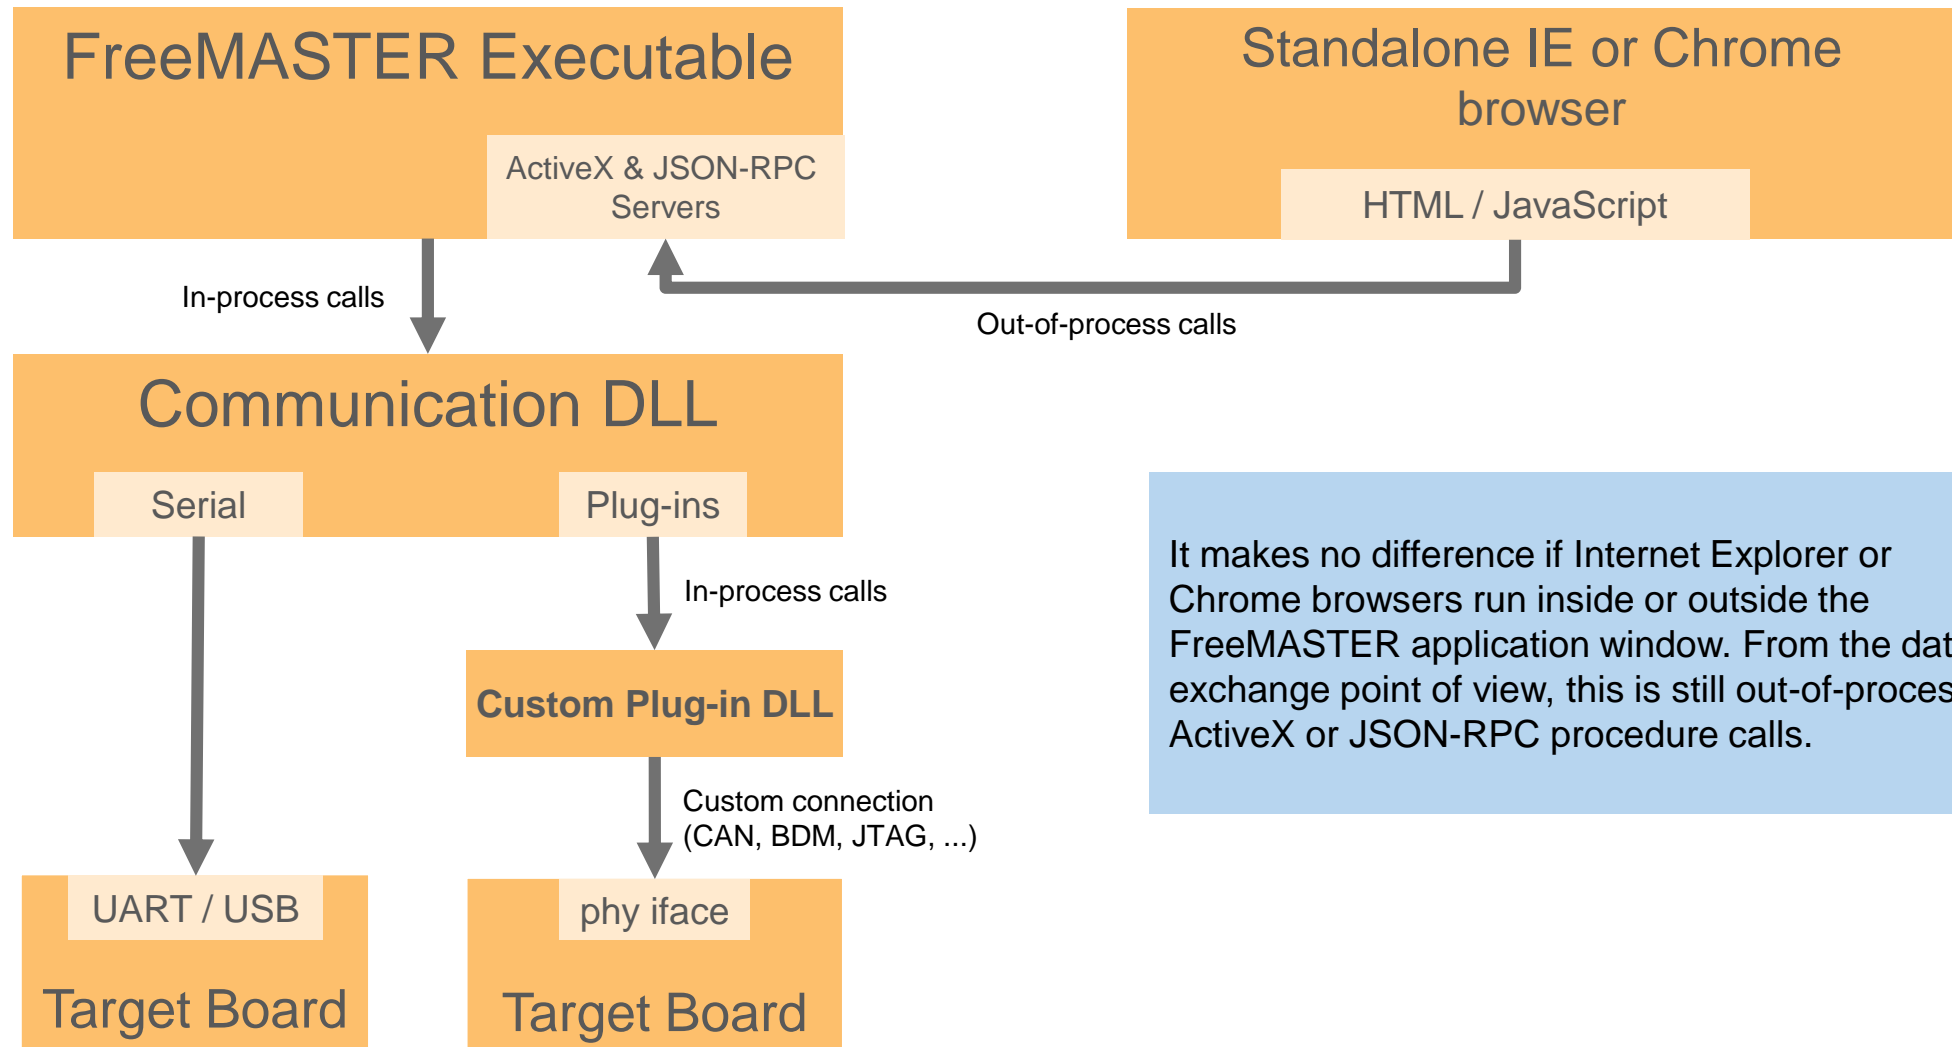 FreeMASTER Executable
ActiveX & JSON-RPC
Servers
Standalone IE or Chrome
browser
HTML / JavaScript
In-process calls
Out-of-process calls
Communication DLL
Serial
Plug-ins
In-process calls
Custom Plug-in DLL
Custom connection
(CAN, BDM, JTAG, ...)
UART / USB
Target Board
phy iface
Target Board
It makes no difference if Internet Explorer or
Chrome browsers run inside or outside the
FreeMASTER application window. From the dat
exchange point of view, this is still out-of-proces
ActiveX or JSON-RPC procedure calls.